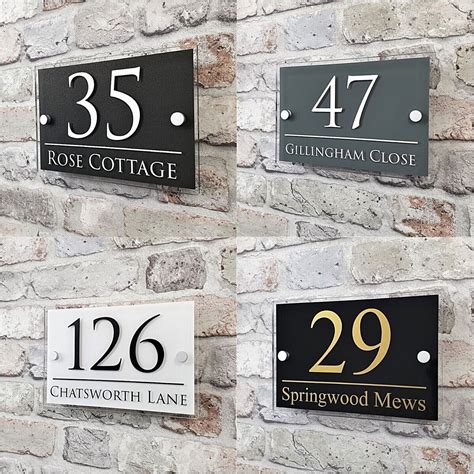 35
ROSE COTTAGE
47
GILLINGHAM CLOSE
126
CHATSWORTH LANE
29
Springwood Mews